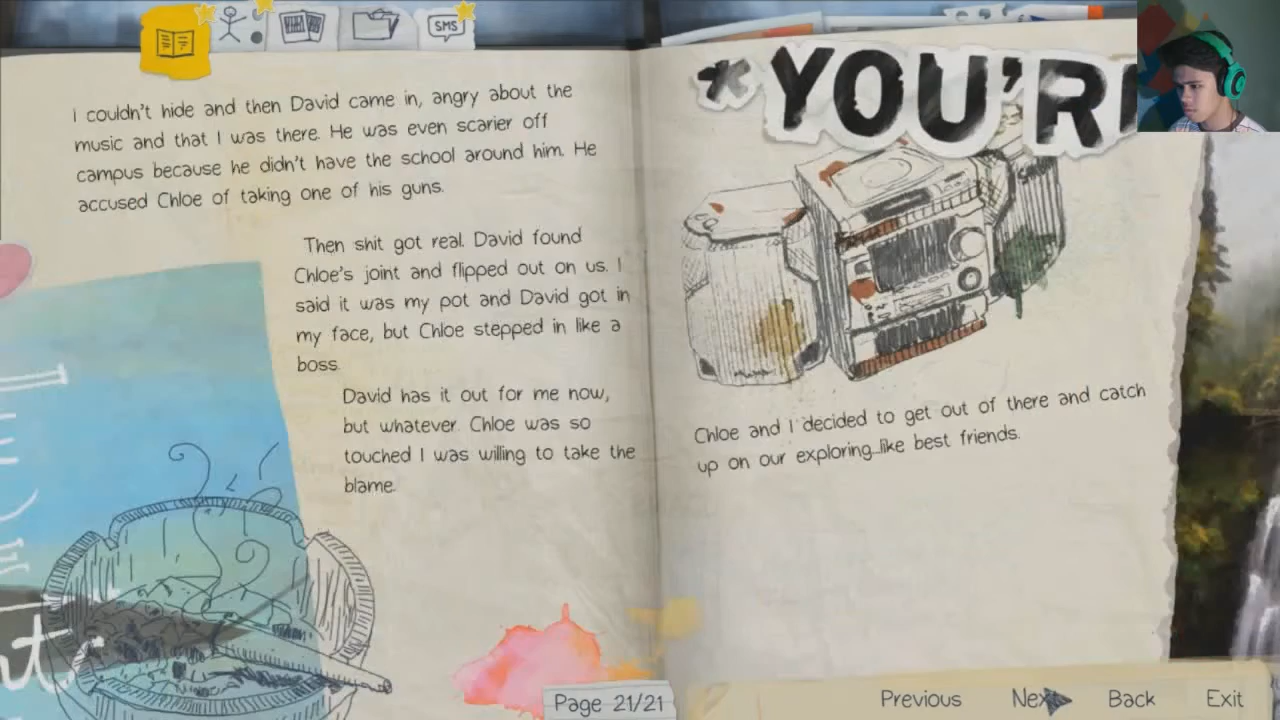 SMS
I couldn't hide and then David came in, angry about the
music and that I was there. He was even scarier off
campus because he didn't have the school around him. He
accused Chloe of taking one of his guns.
Then shit got real. David found
Chloe's joint and flipped out on us. I
said it was my pot and David got in
my face, but Chloe stepped in like a
boss.
David has it out for me now,
but whatever. Chloe was so
touched I was willing to take the
blame.
*YOU'R
Chloe and I decided to get out of there and catch
up on our exploring...like best friends.
Page 21/21
Previous Next Back Exit